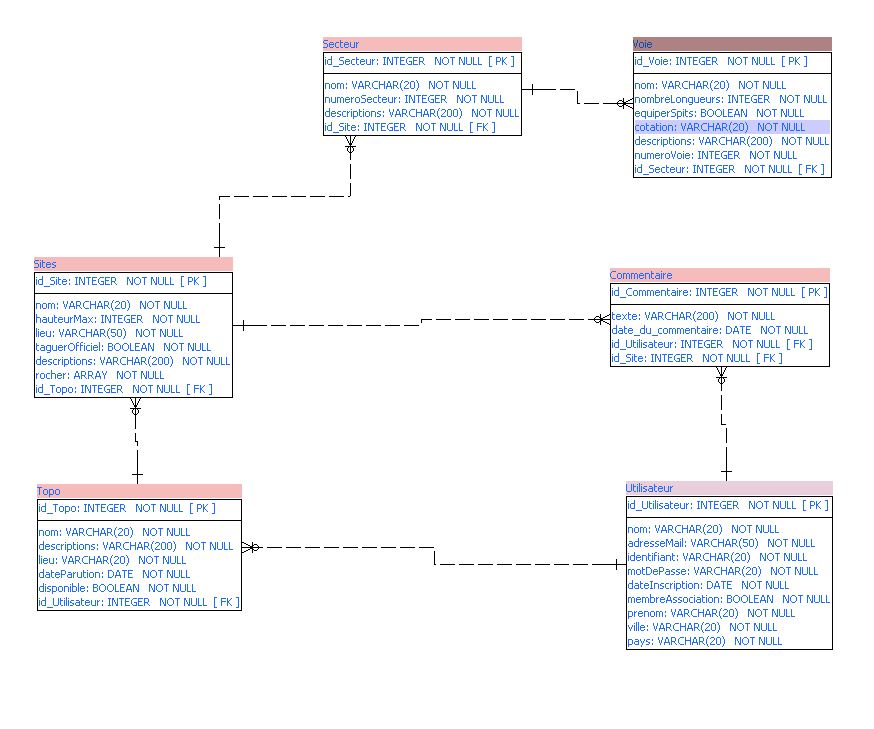 Secteur
id_Secteur: INTEGER NOT NULL [ PK ]
nom: VARCHAR(20) NOT NULL
numeroSecteur: INTEGER NOT NULL
descriptions: VARCHAR(200) NOT NULL
id_Site: INTEGER NOT NULL [ FK ]
Voie
id_Voie: INTEGER NOT NULL [ PK ]
nom: VARCHAR(20) NOT NULL
nombreLongueurs: INTEGER NOT NULL
equiperSpits: BOOLEAN NOT NULL
cotation: VARCHAR(20) NOT NULL
descriptions: VARCHAR(200) NOT NULL
numeroVoie: INTEGER NOT NULL
id_Secteur: INTEGER NOT NULL [ FK ]
Sites
id_Site: INTEGER NOT NULL [ PK ]
nom: VARCHAR(20) NOT NULL
hauteurMax: INTEGER NOT NULL
lieu: VARCHAR(50) NOT NULL
taguerOfficiel: BOOLEAN NOT NULL
descriptions: VARCHAR(200) NOT NULL
rocher: ARRAY NOT NULL
id_Topo: INTEGER NOT NULL [ FK ]
Commentaire
id_Commentaire: INTEGER NOT NULL [ PK ]
texte: VARCHAR(200) NOT NULL
date_du_commentaire: DATE NOT NULL
id_Utilisateur: INTEGER NOT NULL [ FK ]
id_Site: INTEGER NOT NULL [ FK ]
Topo
id_Topo: INTEGER NOT NULL [ PK ]
nom: VARCHAR(20) NOT NULL
descriptions: VARCHAR(200) NOT NULL
lieu: VARCHAR(20) NOT NULL
dateParution: DATE NOT NULL
disponible: BOOLEAN NOT NULL
id_Utilisateur: INTEGER NOT NULL [ FK ]
Utilisateur
id_Utilisateur: INTEGER NOT NULL [ PK ]
nom: VARCHAR(20) NOT NULL
adresseMail: VARCHAR(50) NOT NULL
identifiant: VARCHAR(20) NOT NULL
motDePasse: VARCHAR(20) NOT NULL
dateInscription: DATE NOT NULL
membreAssociation: BOOLEAN NOT NULL
prenom: VARCHAR(20) NOT NULL
ville: VARCHAR(20) NOT NULL
pays: VARCHAR(20) NOT NULL